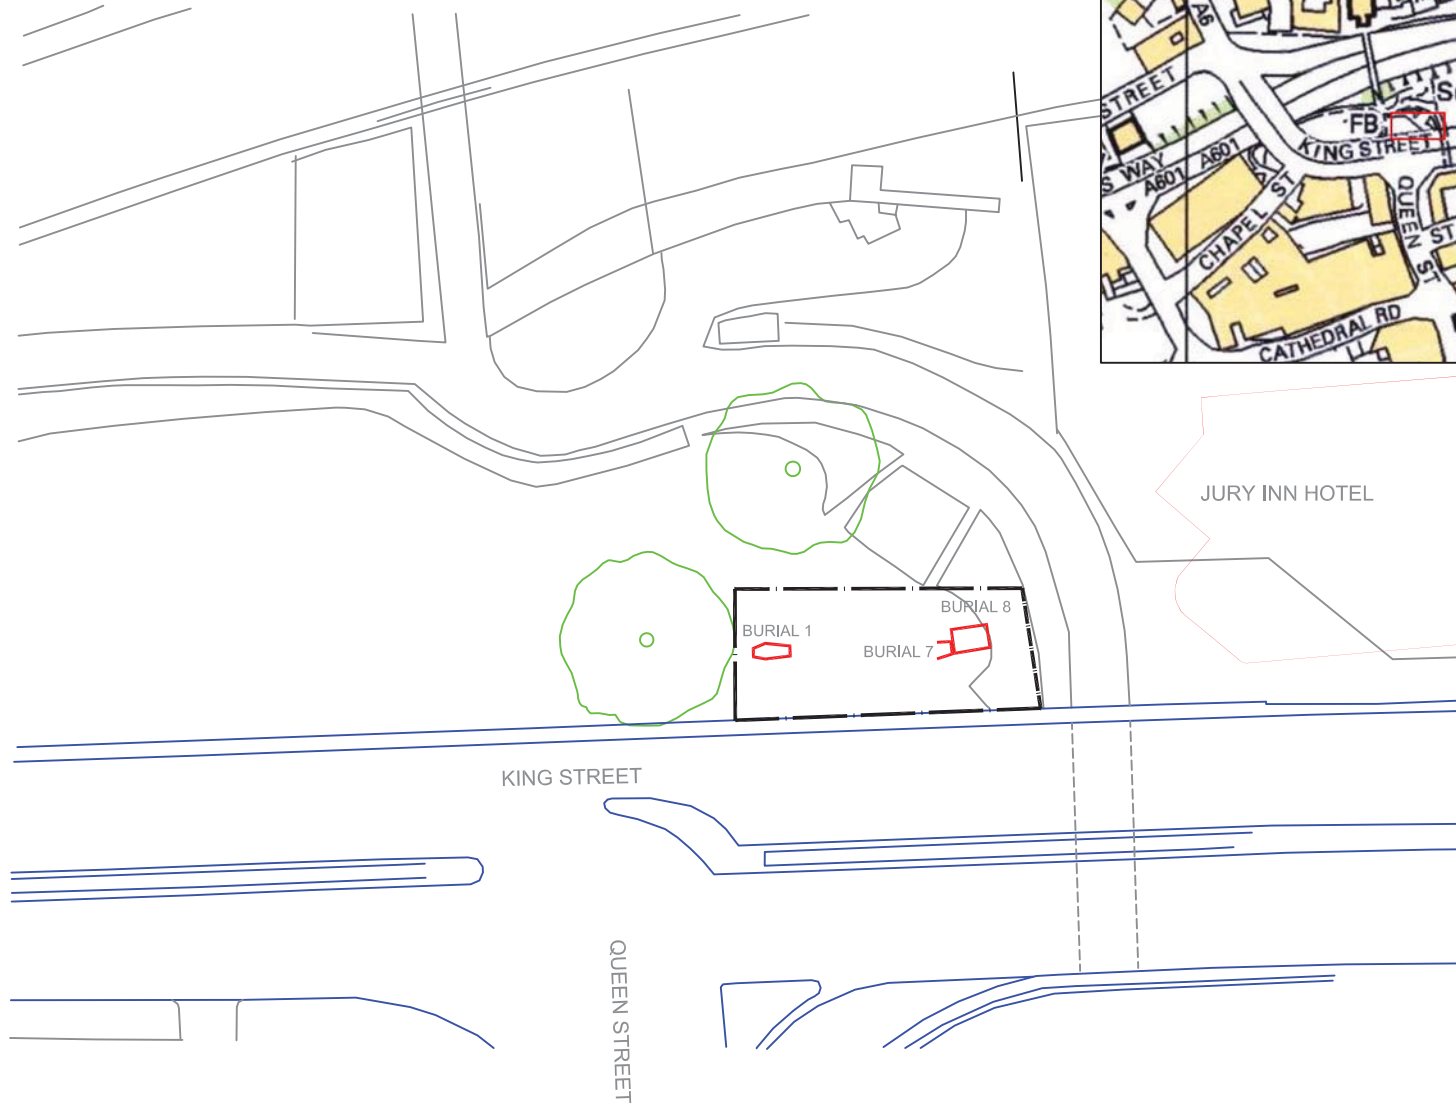 A6
STREET
S
FB
KING STREET
S WAY
A601
A601
CHAPEL ST
QUEEN ST
ST
CATHEDRAL RD
JURY INN HOTEL
BURIAL 8
BURIAL 1
BURIAL 7
KING STREET
QUEEN STREET